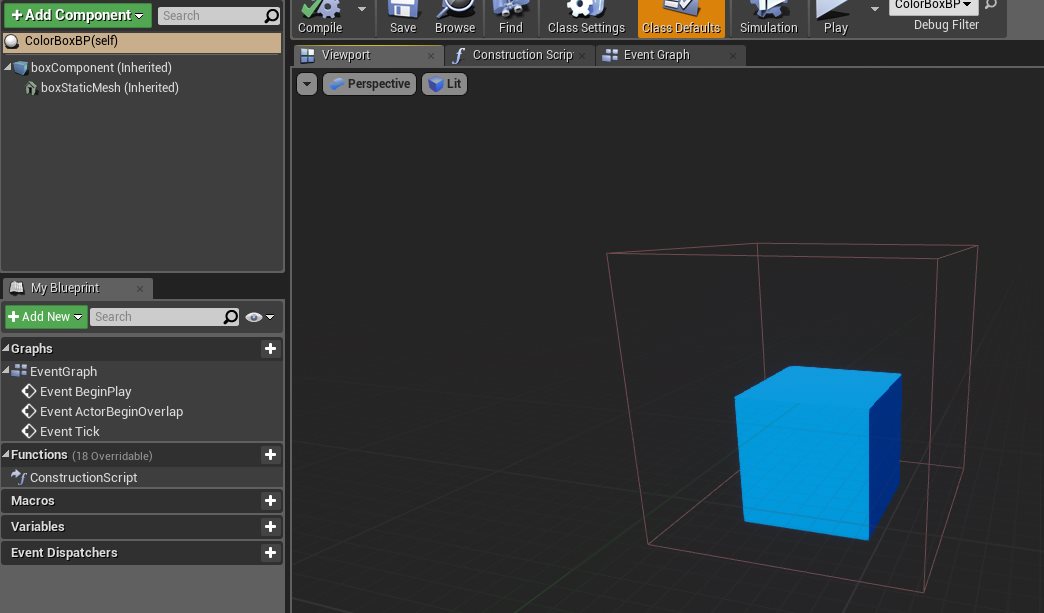 + Add Component
Search
ColorBoxBP(self)
boxComponent (Inherited)
boxStaticMesh (Inherited)
Compile
Save
Browse
Find
Class Settings
Class Defaults
Simulation
Play
ColorBoxBP
Debug Filter
Viewport
Construction Scrip
Event Graph
Perspective
Lit
My Blueprint
+ Add New
Search
Graphs
EventGraph
Event BeginPlay
Event ActorBeginOverlap
Event Tick
Functions (18 Overridable)
ConstructionScript
Macros
Variables
Event Dispatchers